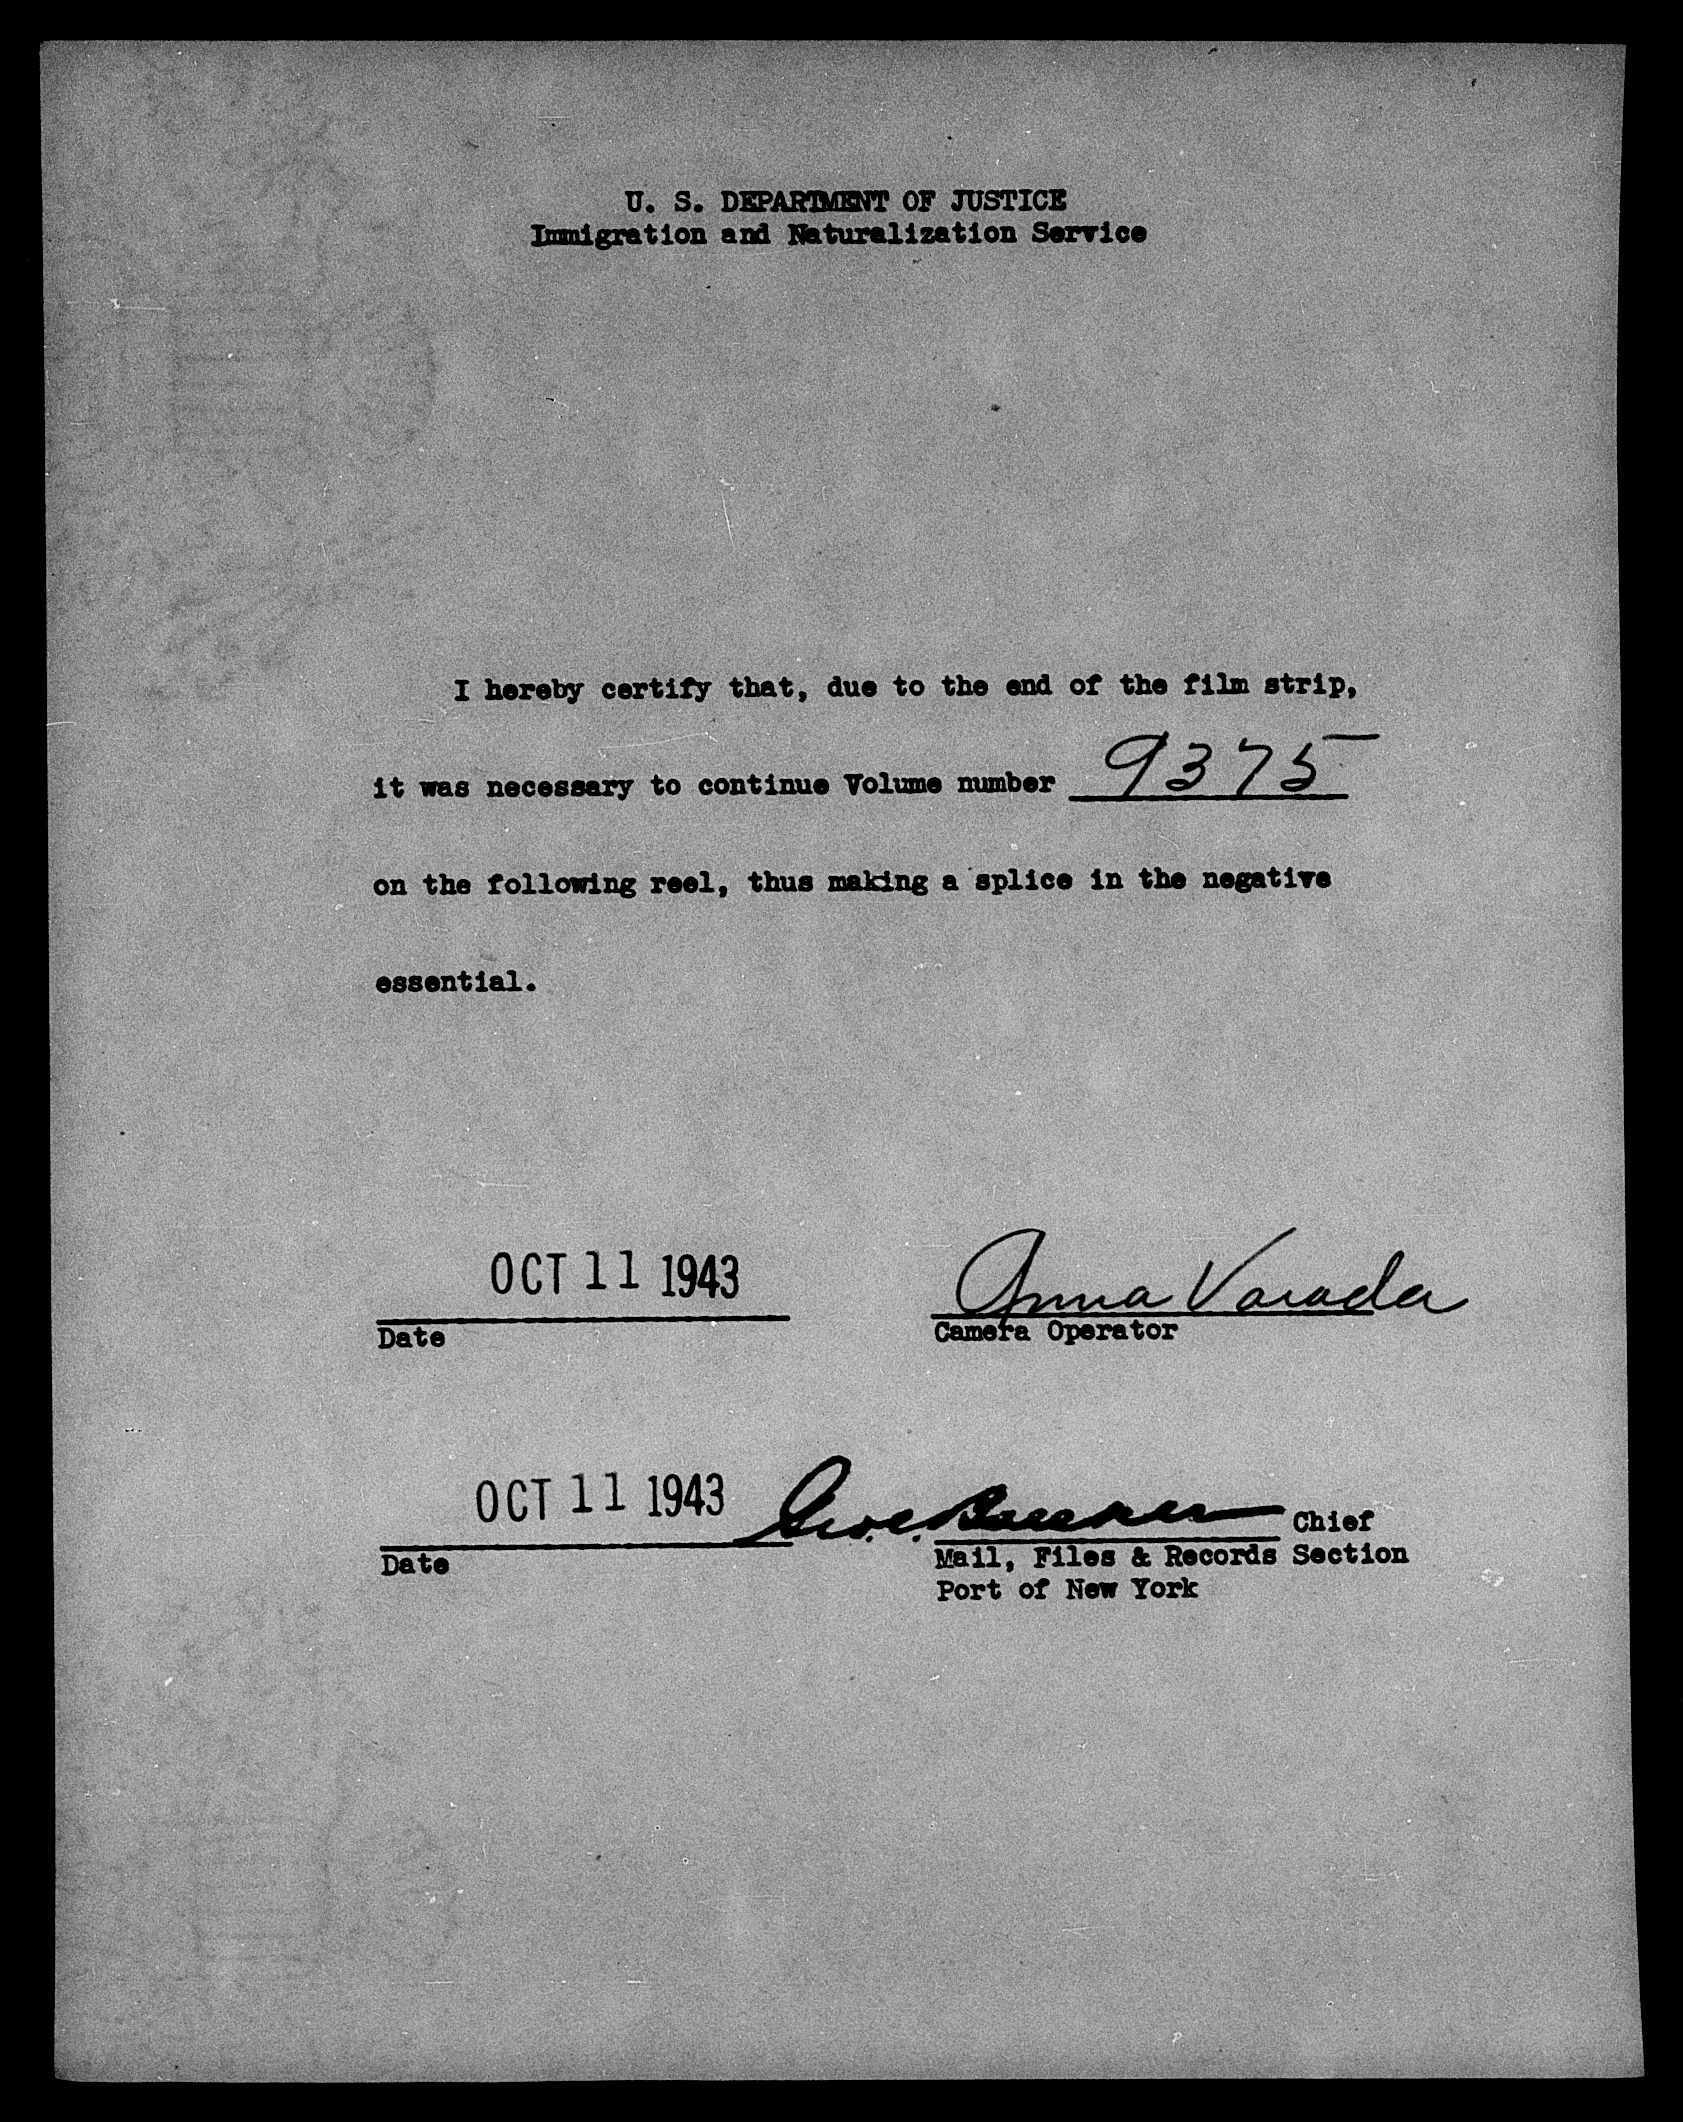 U. S. DEPARTMENT OF JUSTICE
Immigration and Naturalization Service
I hereby certify that, due to the end of the film strip,
it was necessary to continue Volume number 9375
on the following reel, thus making a splice in the negative
essential.
OCT 11 1943 Anna Varada
Date Camera Operator
OCT 11 1943 Chief
Date Mail, Files & Records Section
Port of New York